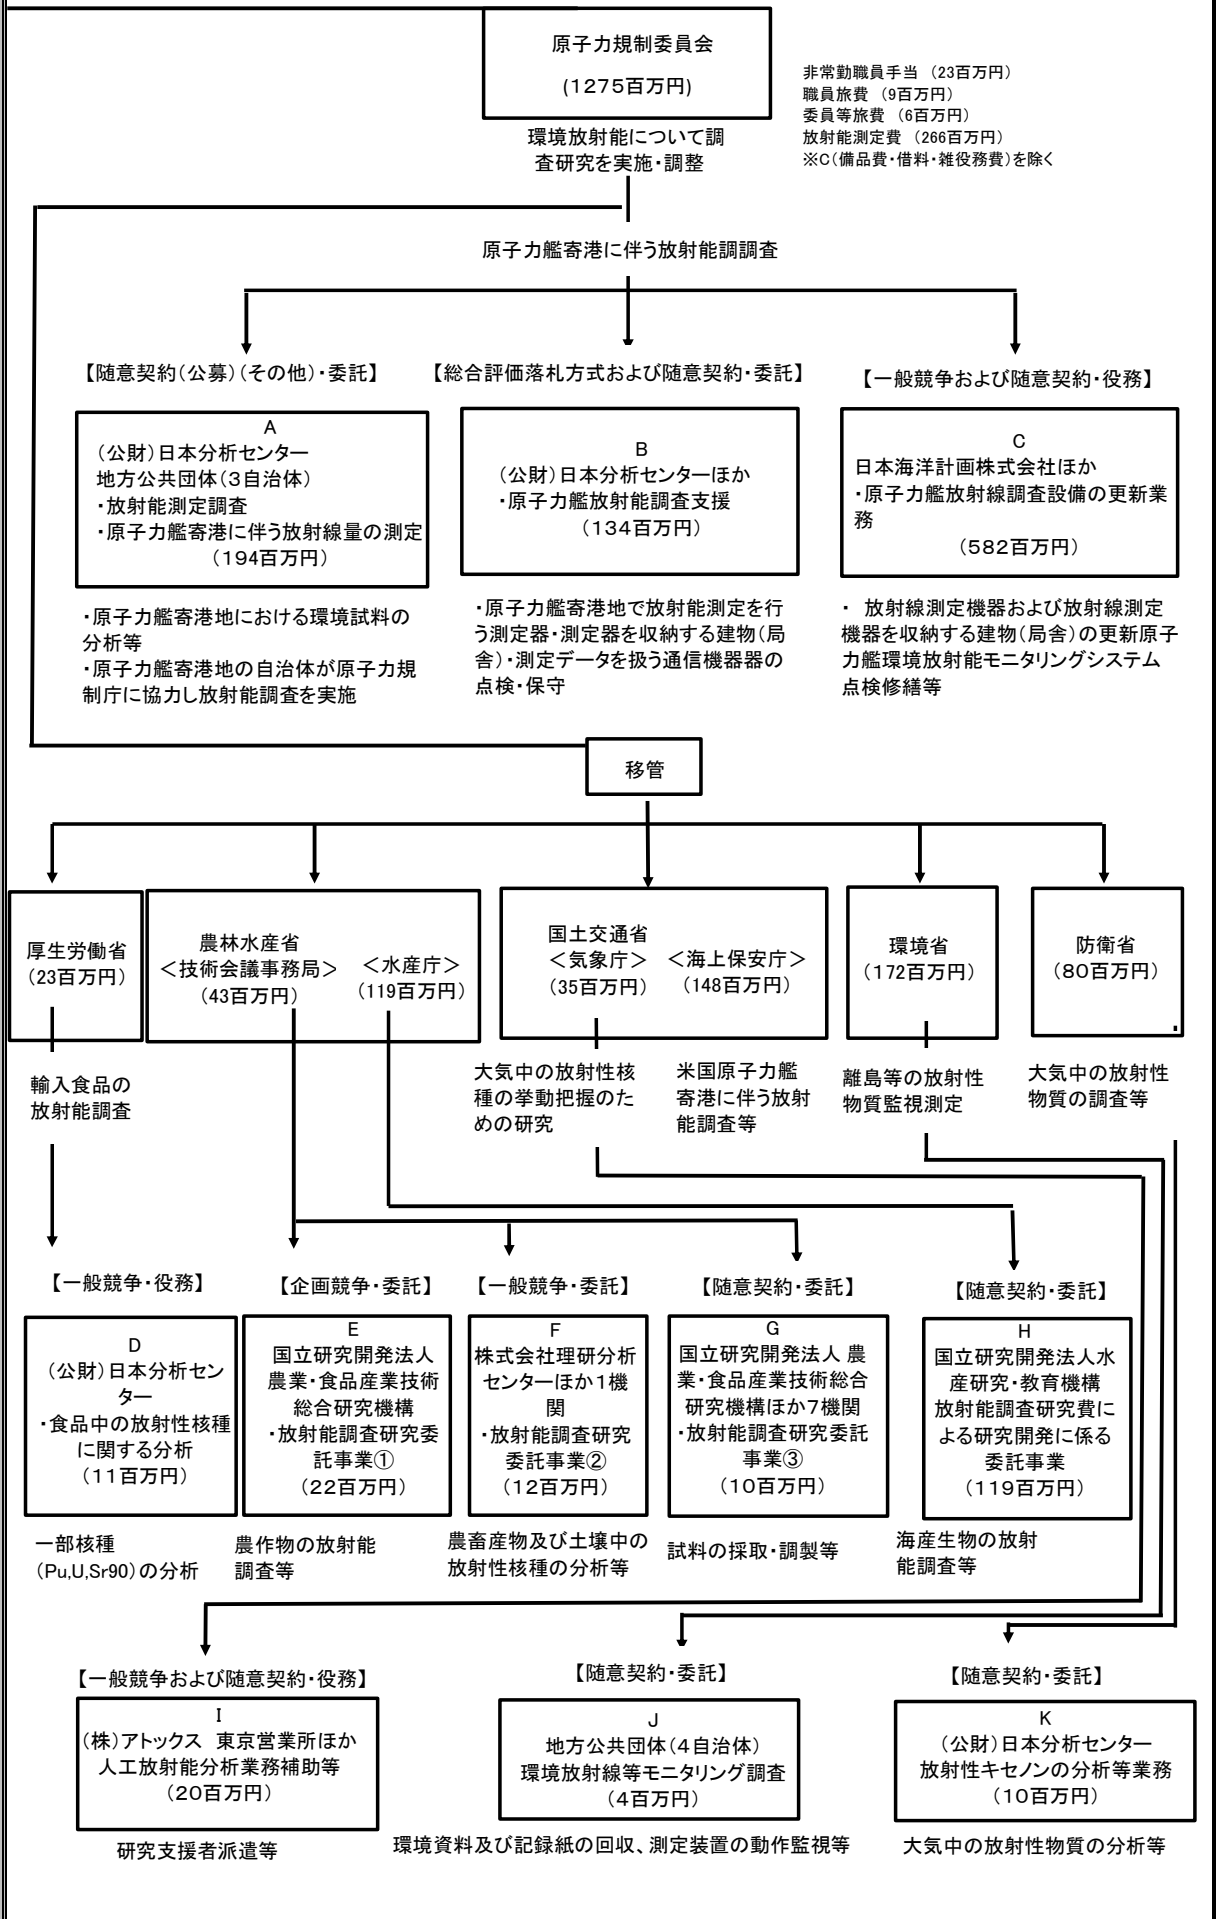 原子力規制委員会
(1275百万円)
非常勤職員手当 （23百万円）
職員旅費 （9百万円）
委員等旅費 （6百万円）
放射能測定費 （266百万円）
※C（備品費・借料・雑役務費）を除く
環境放射能について調
査研究を実施・調整
原子力艦寄港に伴う放射能調調査
【随意契約（公募）（その他）・委託】
【総合評価落札方式および随意契約・委託】
【一般競争および随意契約・役務】
A
（公財）日本分析センター
地方公共団体（３自治体）
・放射能測定調査
・原子力艦寄港に伴う放射線量の測定
（194百万円）
B
（公財）日本分析センターほか
・原子力艦放射能調査支援
（134百万円）
C
日本海洋計画株式会社ほか
・原子力艦放射線調査設備の更新業
務
（582百万円）
・原子力艦寄港地における環境試料の
分析等
・原子力艦寄港地の自治体が原子力規
制庁に協力し放射能調査を実施
・原子力艦寄港地で放射能測定を行
う測定器・測定器を収納する建物（局
舎）・測定データを扱う通信機器器の
点検・保守
・ 放射線測定機器および放射線測定
機器を収納する建物（局舎）の更新原子
力艦環境放射能モニタリングシステム
点検修繕等
移管
厚生労働省
（23百万円）
農林水産省
＜技術会議事務局＞
（43百万円）
＜水産庁＞
（119百万円）
国土交通省
＜気象庁＞
（35百万円）
＜海上保安庁＞
（148百万円）
環境省
（172百万円）
防衛省
（80百万円）
輸入食品の
放射能調査
大気中の放射性核
種の挙動把握のた
めの研究
米国原子力艦
寄港に伴う放射
能調査等
離島等の放射性
物質監視測定
大気中の放射性
物質の調査等
【一般競争・役務】
【企画競争・委託】
【一般競争・委託】
【随意契約・委託】
【随意契約・委託】
D
（公財）日本分析セン
ター
・食品中の放射性核種
に関する分析
（11百万円）
E
国立研究開発法人
農業・食品産業技術
総合研究機構
・放射能調査研究委
託事業①
（22百万円）
F
株式会社理研分析
センターほか１機
関
・放射能調査研究
委託事業②
（12百万円）
G
国立研究開発法人 農
業・食品産業技術総合
研究機構ほか７機関
・放射能調査研究委託
事業③
（10百万円）
H
国立研究開発法人水
産研究・教育機構
放射能調査研究費に
よる研究開発に係る
委託事業
（119百万円）
一部核種
（Pu,U,Sr90）の分析
農作物の放射能
調査等
農畜産物及び土壌中の
放射性核種の分析等
試料の採取・調製等
海産生物の放射
能調査等
【一般競争および随意契約・役務】
【随意契約・委託】
【随意契約・委託】
I
（株）アトックス 東京営業所ほか
人工放射能分析業務補助等
（20百万円）
J
地方公共団体（４自治体）
環境放射線等モニタリング調査
（４百万円）
K
（公財）日本分析センター
放射性キセノンの分析等業務
（10百万円）
研究支援者派遣等
環境資料及び記録紙の回収、測定装置の動作監視等
大気中の放射性物質の分析等